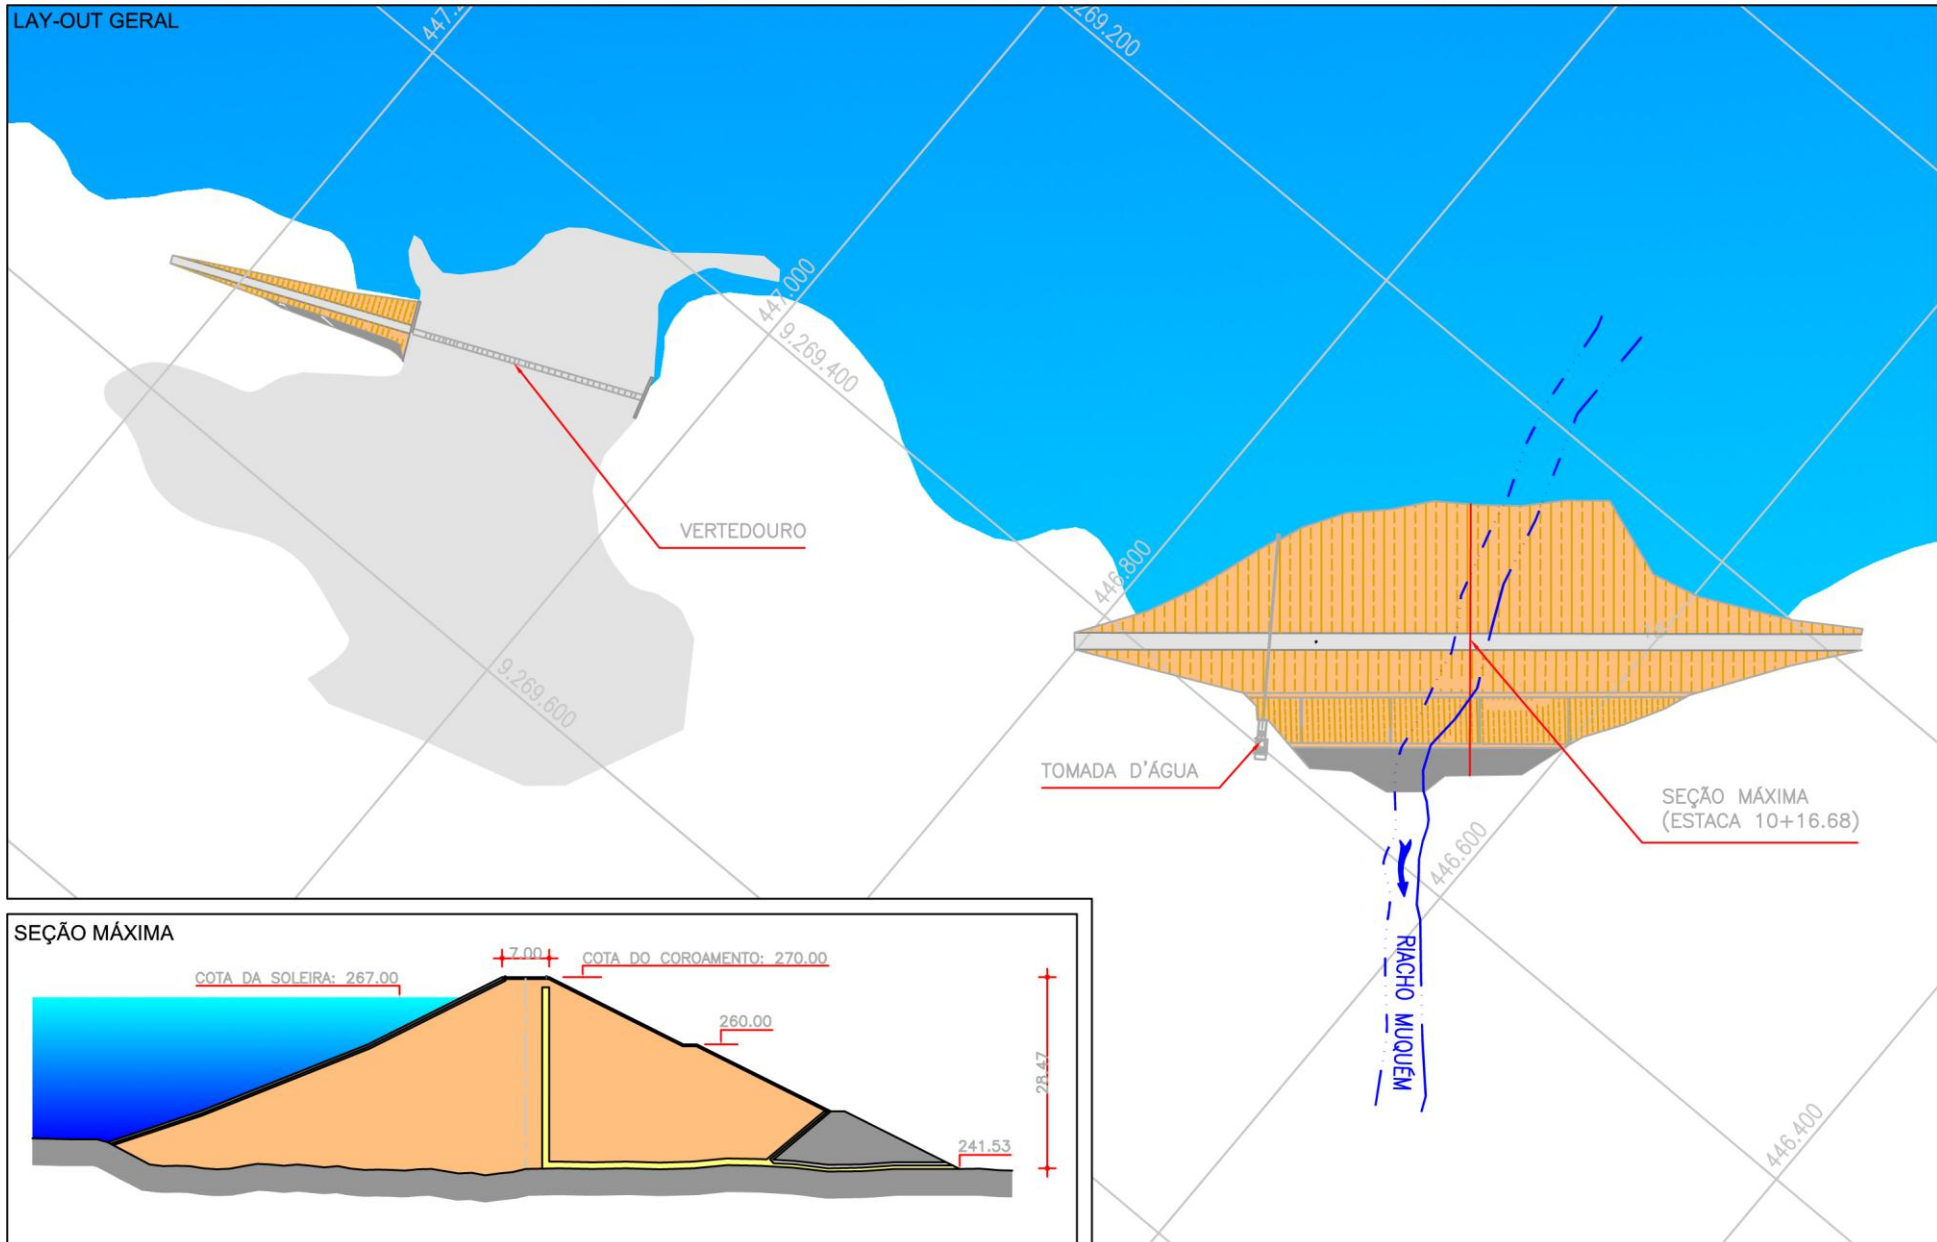 LAY-OUT GERAL
9.269.200
447.000
9.269.400
VERTEDOURO
446.800
9.269.600
TOMADA D'ÁGUA
SEÇÃO MÁXIMA
(ESTACA 10+16.68)
446.600
RIACHO MUQUÉM
446.400
SEÇÃO MÁXIMA
7.00
COTA DO COROAMENTO: 270.00
COTA DA SOLEIRA: 267.00
260.00
28.47
241.53